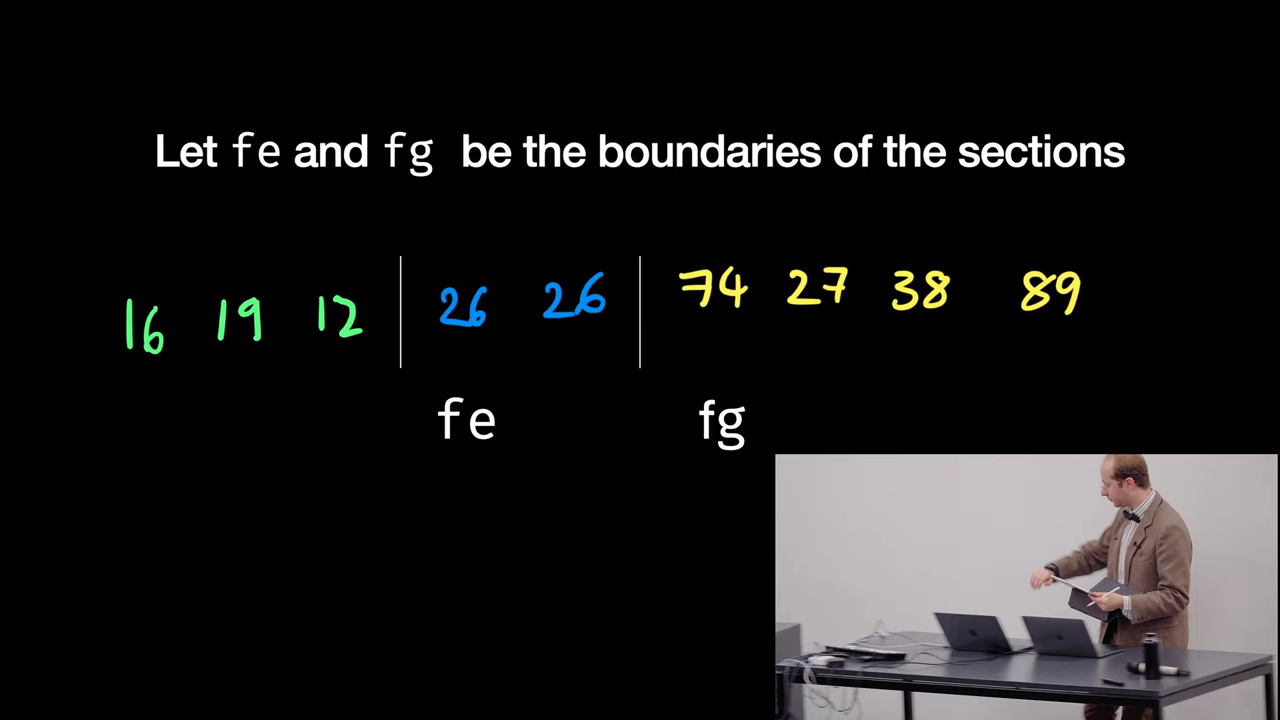 Let fe and fg be the boundaries of the sections
16 19 12 26 26 74 27 38 89
fe fg